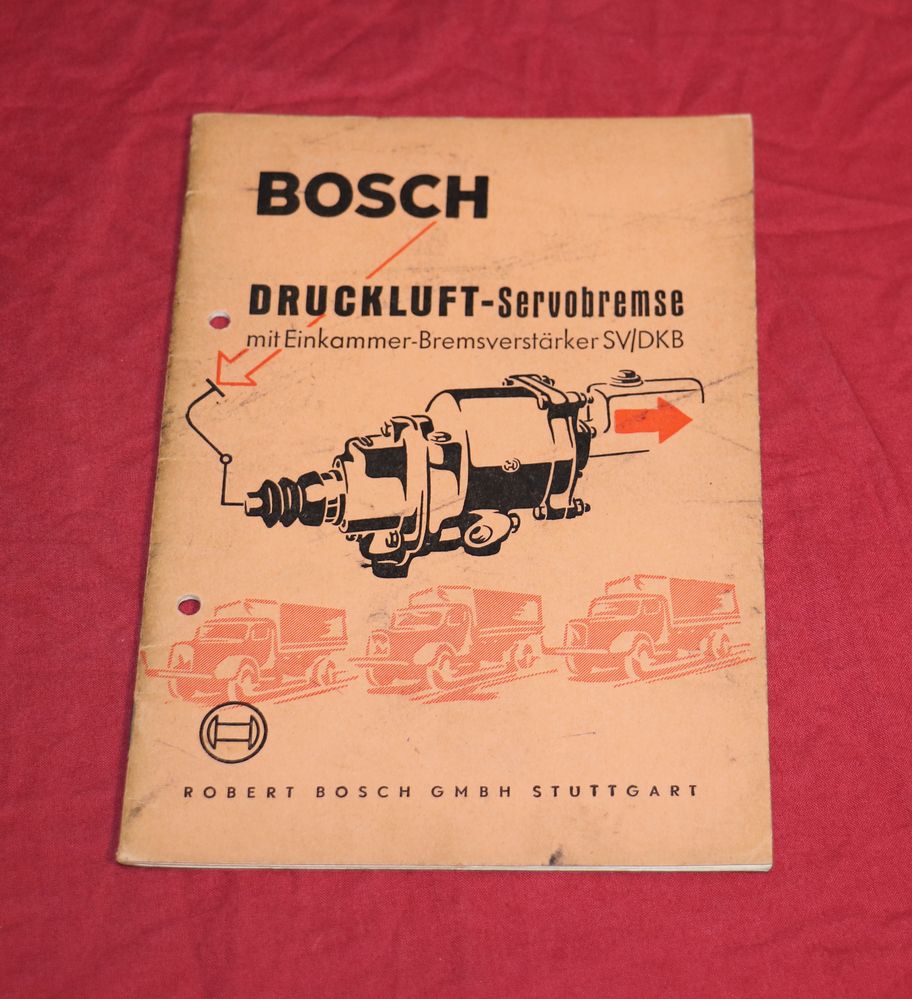 BOSCH
DRUCKLUFT-Servobremse
mit Einkammer-Bremsverstärker SV/DKB
ROBERT BOSCH GMBH STUTTGART